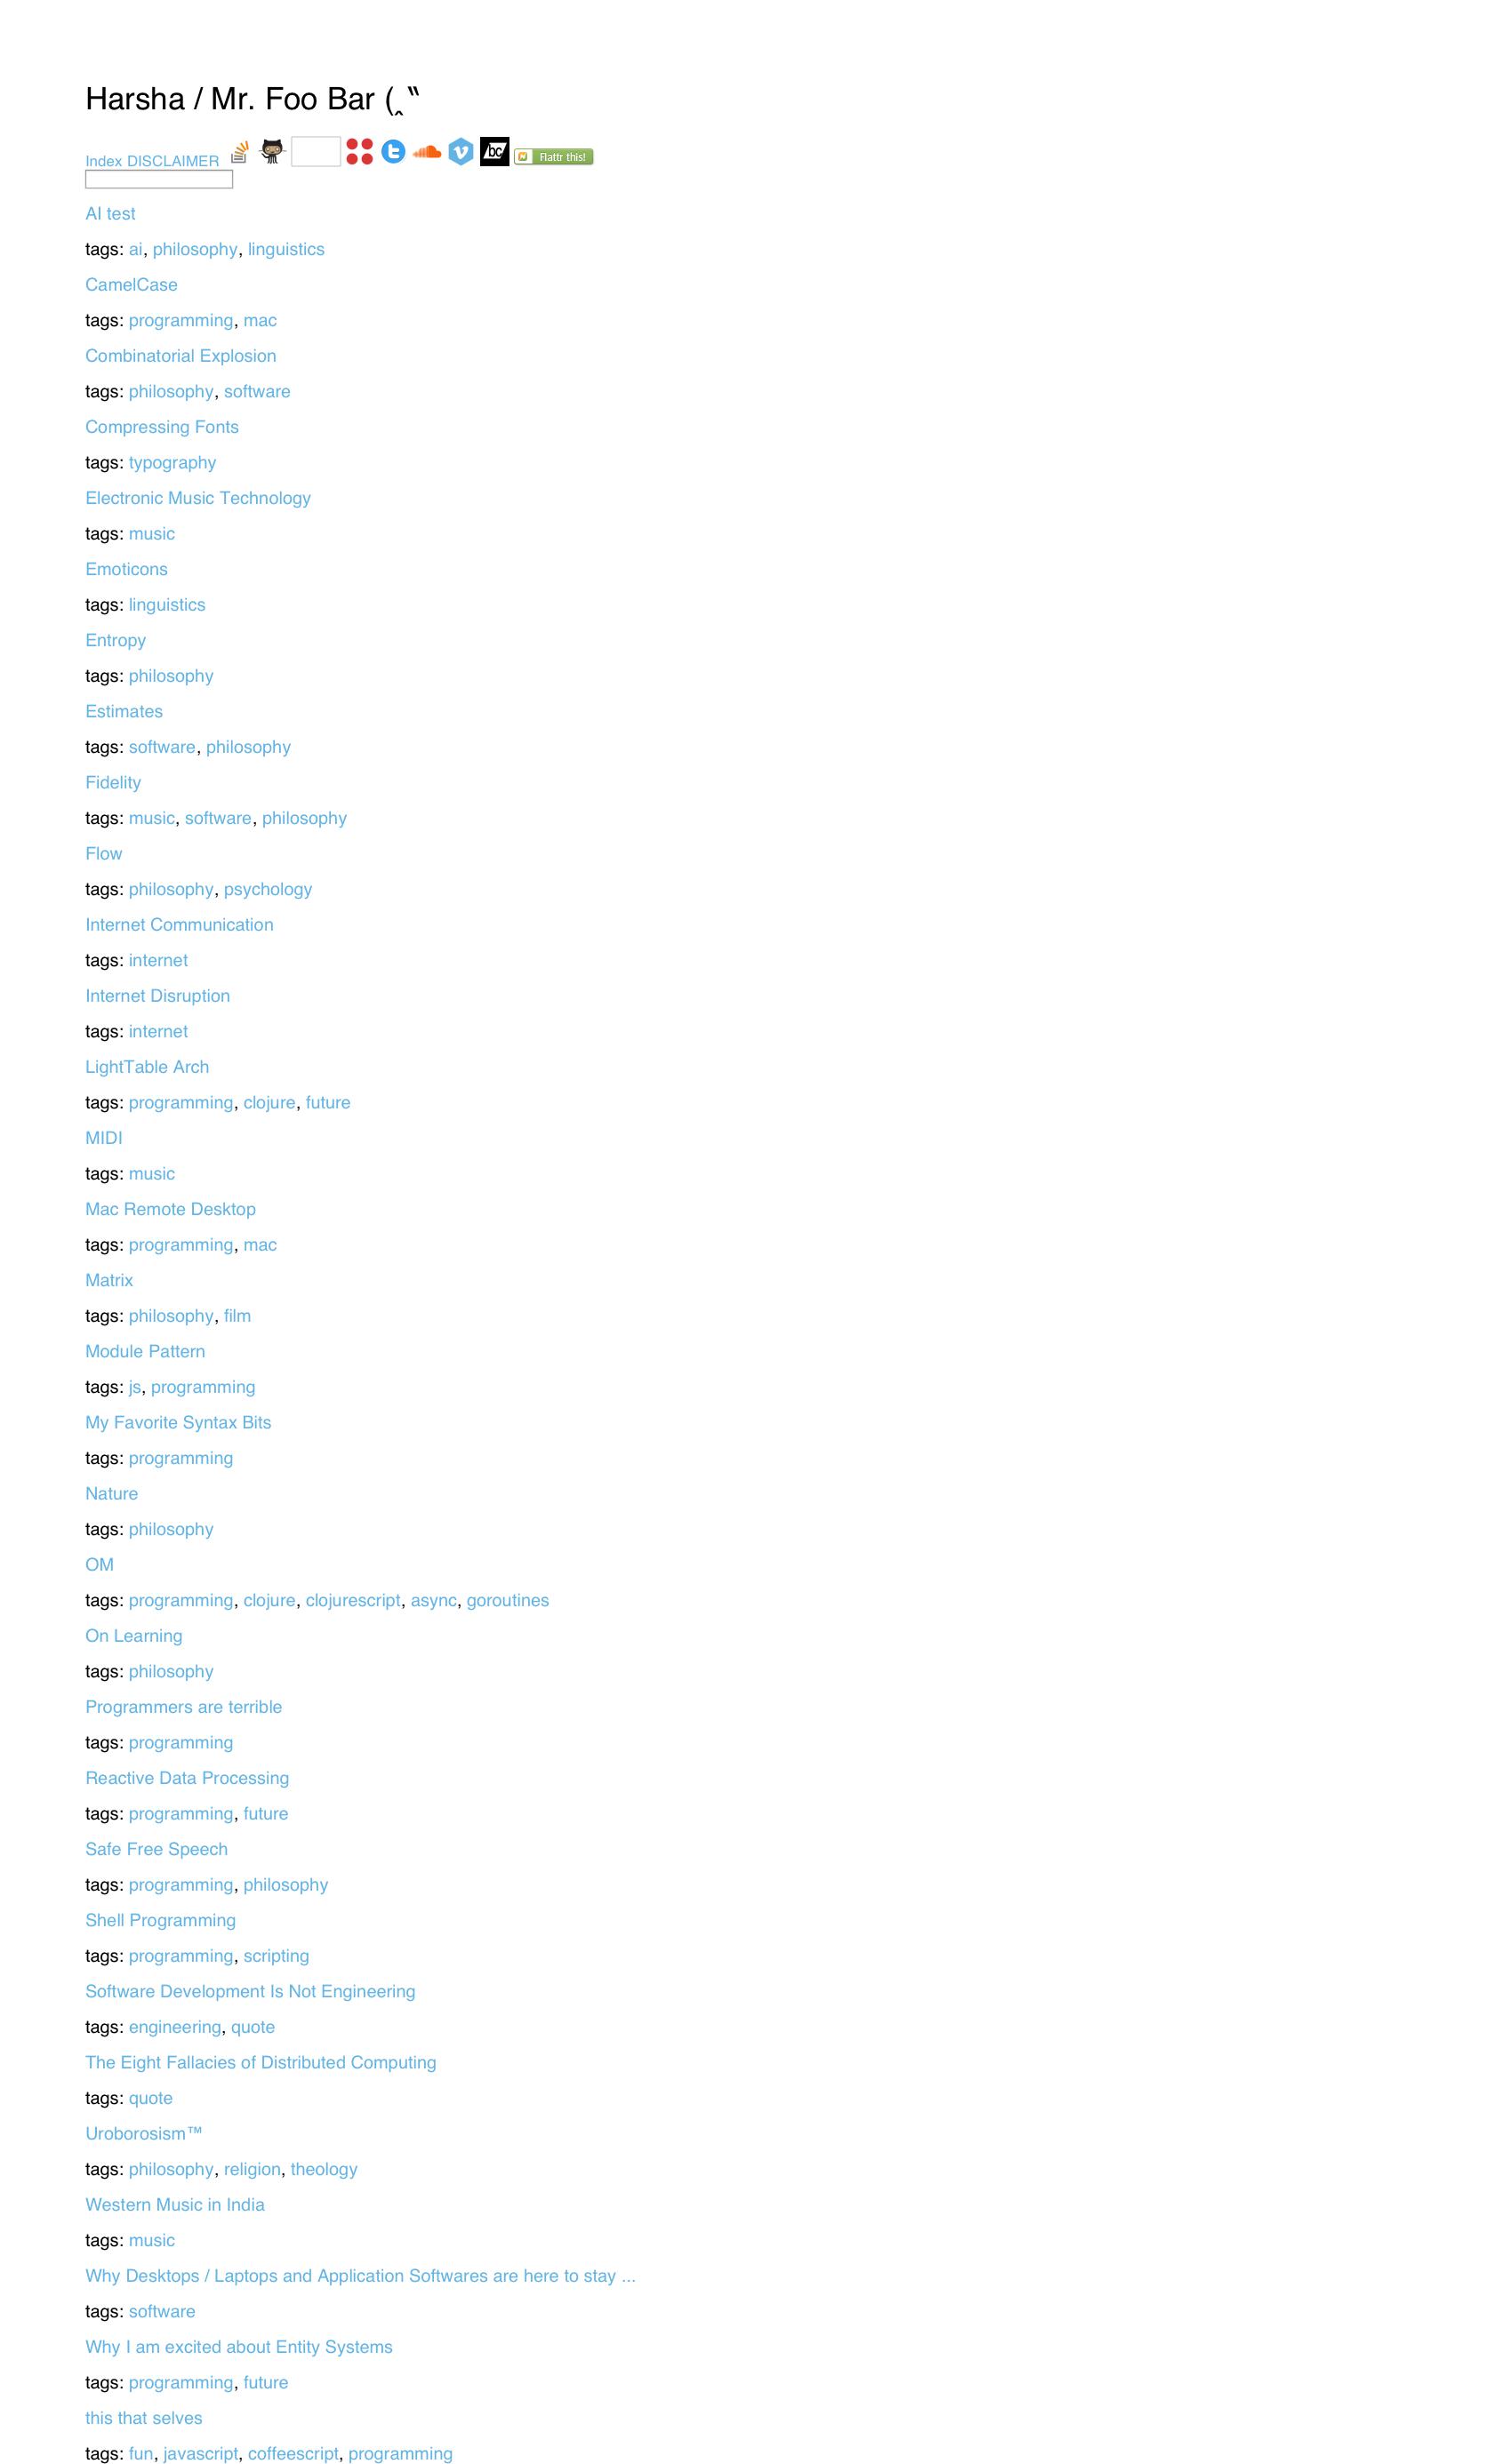 Harsha / Mr. Foo Bar (‸‶
Index DISCLAIMER bc Flattr this!
AI test
tags: ai, philosophy, linguistics
CamelCase
tags: programming, mac
Combinatorial Explosion
tags: philosophy, software
Compressing Fonts
tags: typography
Electronic Music Technology
tags: music
Emoticons
tags: linguistics
Entropy
tags: philosophy
Estimates
tags: software, philosophy
Fidelity
tags: music, software, philosophy
Flow
tags: philosophy, psychology
Internet Communication
tags: internet
Internet Disruption
tags: internet
LightTable Arch
tags: programming, clojure, future
MIDI
tags: music
Mac Remote Desktop
tags: programming, mac
Matrix
tags: philosophy, film
Module Pattern
tags: js, programming
My Favorite Syntax Bits
tags: programming
Nature
tags: philosophy
OM
tags: programming, clojure, clojurescript, async, goroutines
On Learning
tags: philosophy
Programmers are terrible
tags: programming
Reactive Data Processing
tags: programming, future
Safe Free Speech
tags: programming, philosophy
Shell Programming
tags: programming, scripting
Software Development Is Not Engineering
tags: engineering, quote
The Eight Fallacies of Distributed Computing
tags: quote
Uroborosism™
tags: philosophy, religion, theology
Western Music in India
tags: music
Why Desktops / Laptops and Application Softwares are here to stay ...
tags: software
Why I am excited about Entity Systems
tags: programming, future
this that selves
tags: fun, javascript, coffeescript, programming